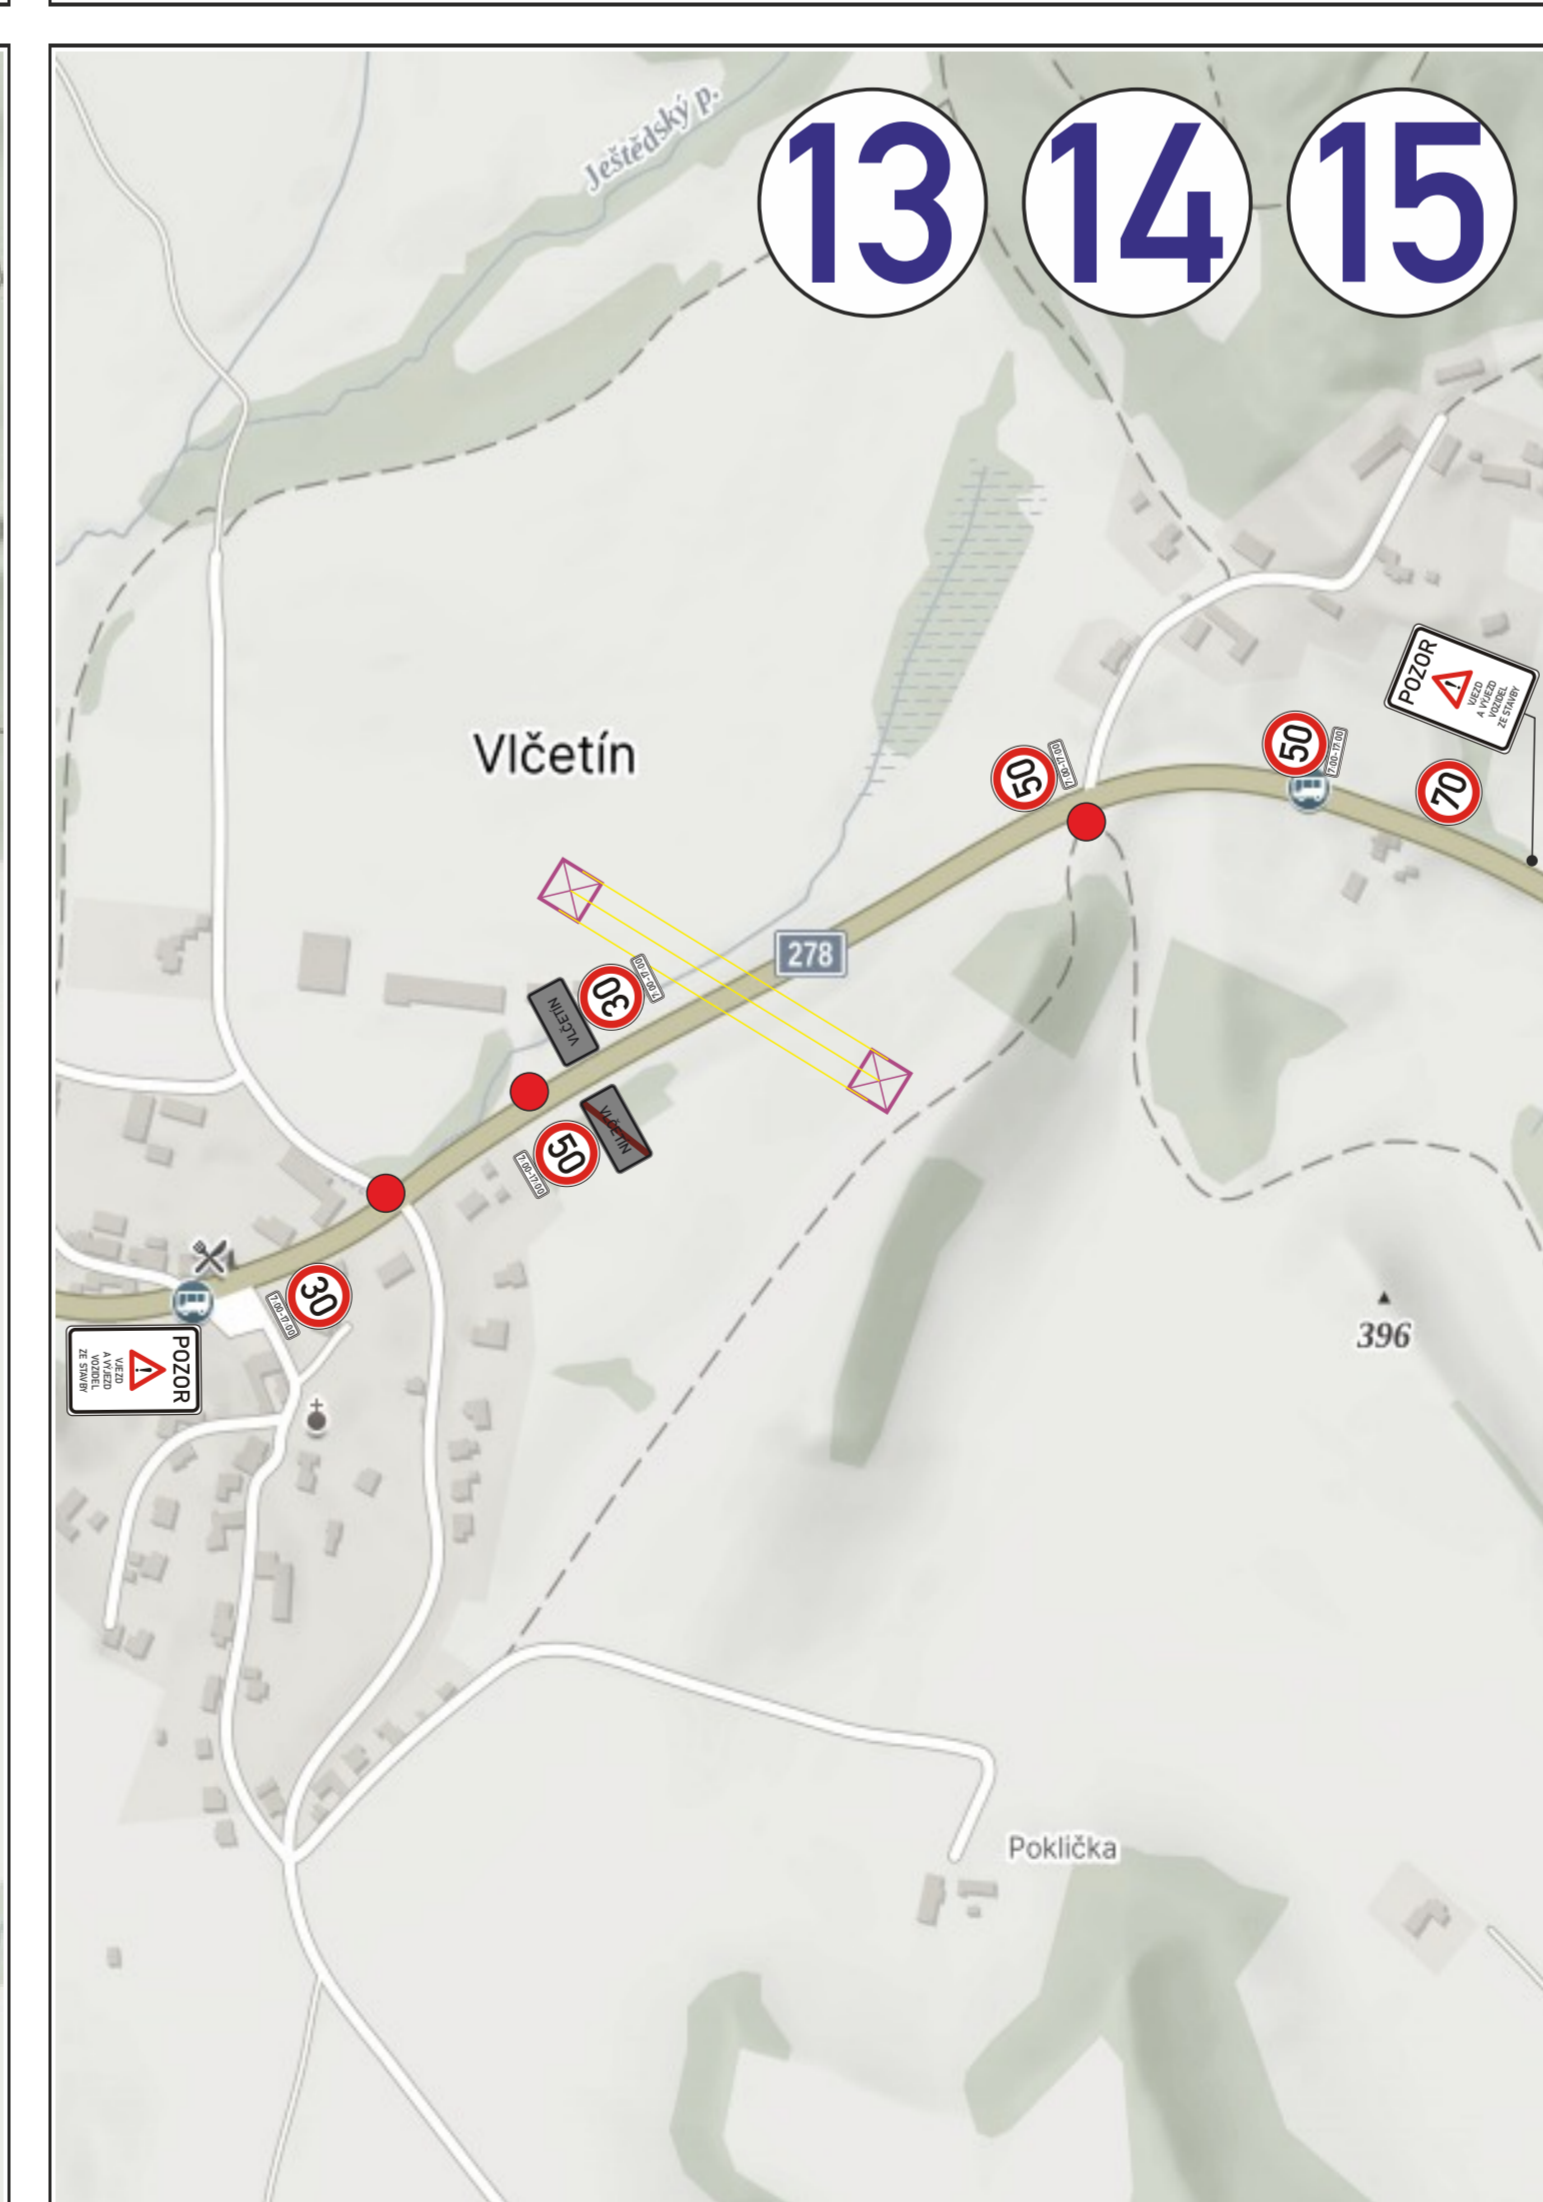 Ještědský p.
13 14 15
POZOR
VJEZD
A VÝJEZD
VOZIDEL
ZE STAVBY
Vlčetín
50
7:00-17:00
50
7:00-17:00
70
278
30
7:00-17:00
VLČETÍN
VLČETÍN
50
7:00-17:00
30
7:00-17:00
POZOR
VJEZD
A VÝJEZD
VOZIDEL
ZE STAVBY
396
Poklička